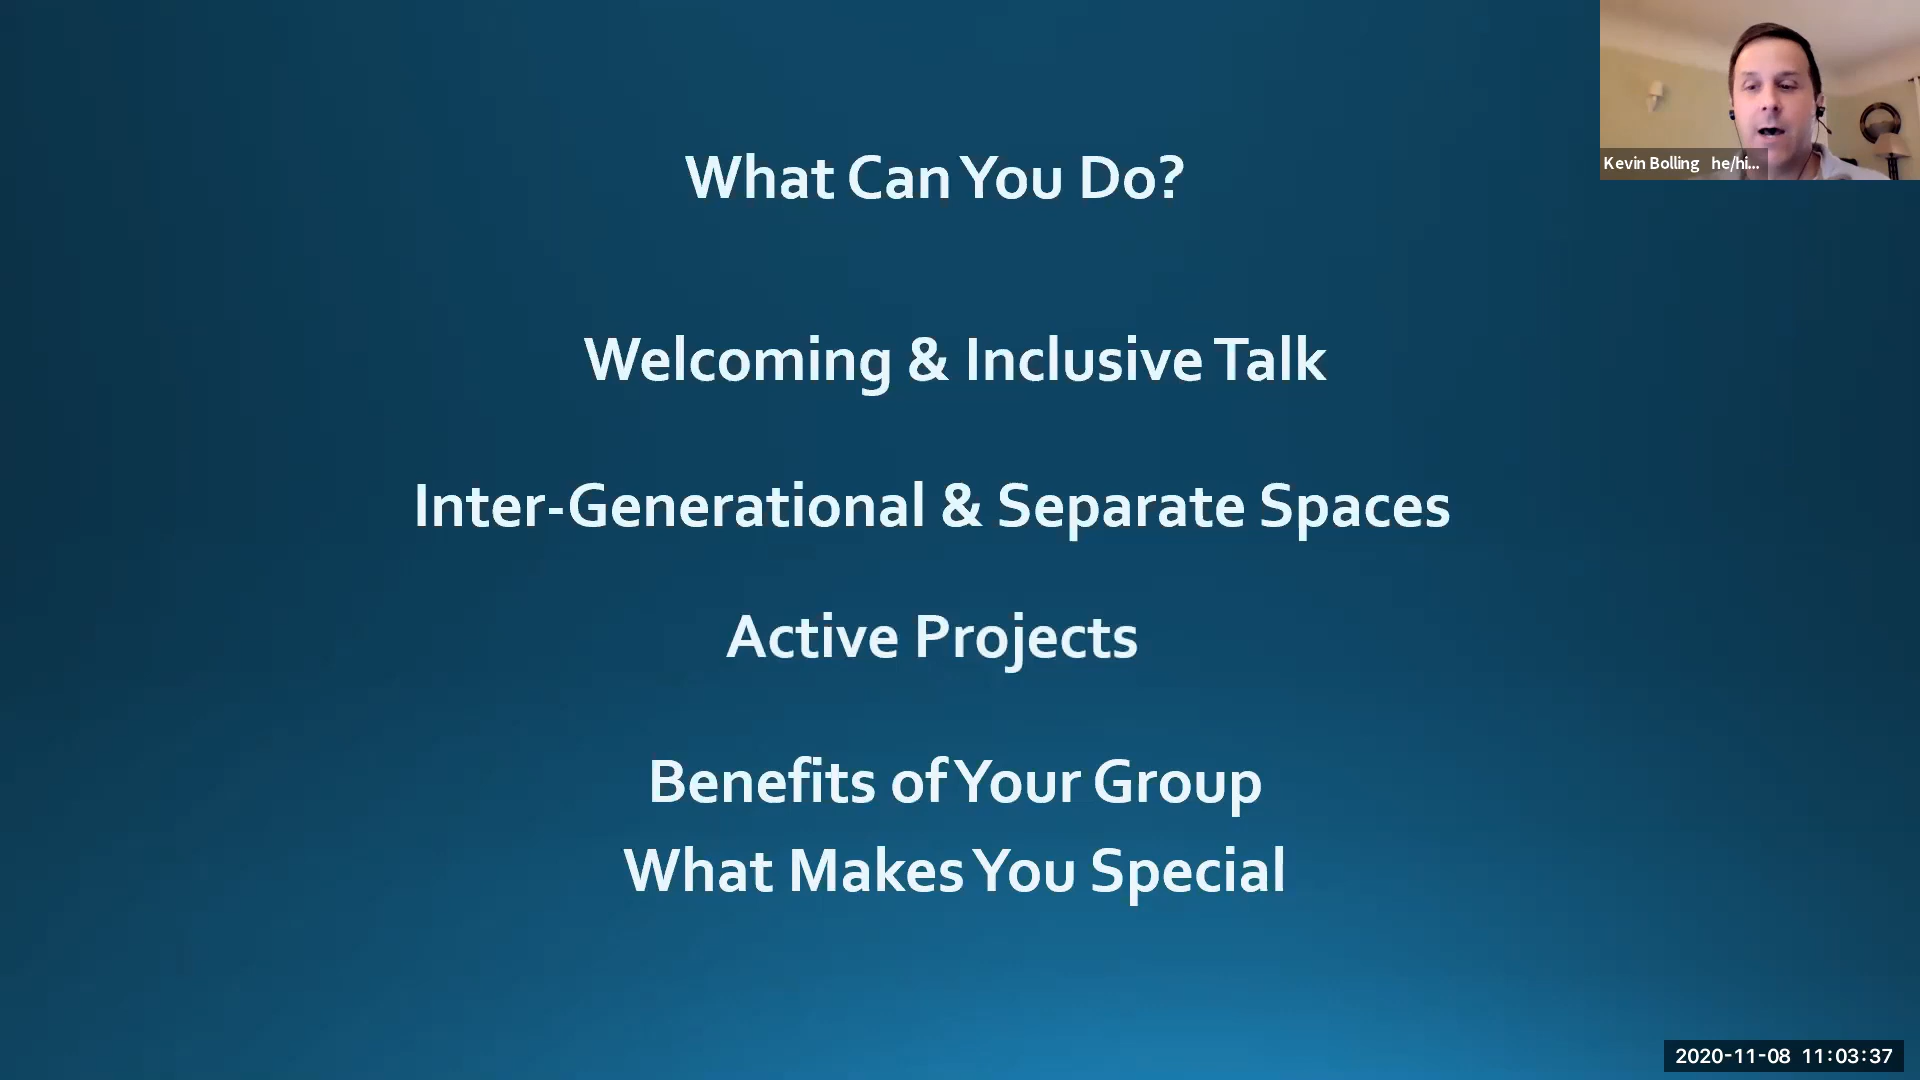 What Can You Do?
Welcoming & Inclusive Talk
Inter-Generational & Separate Spaces
Active Projects
Benefits of Your Group
What Makes You Special
Kevin Bolling he/hi...
2020-11-08 11:03:37